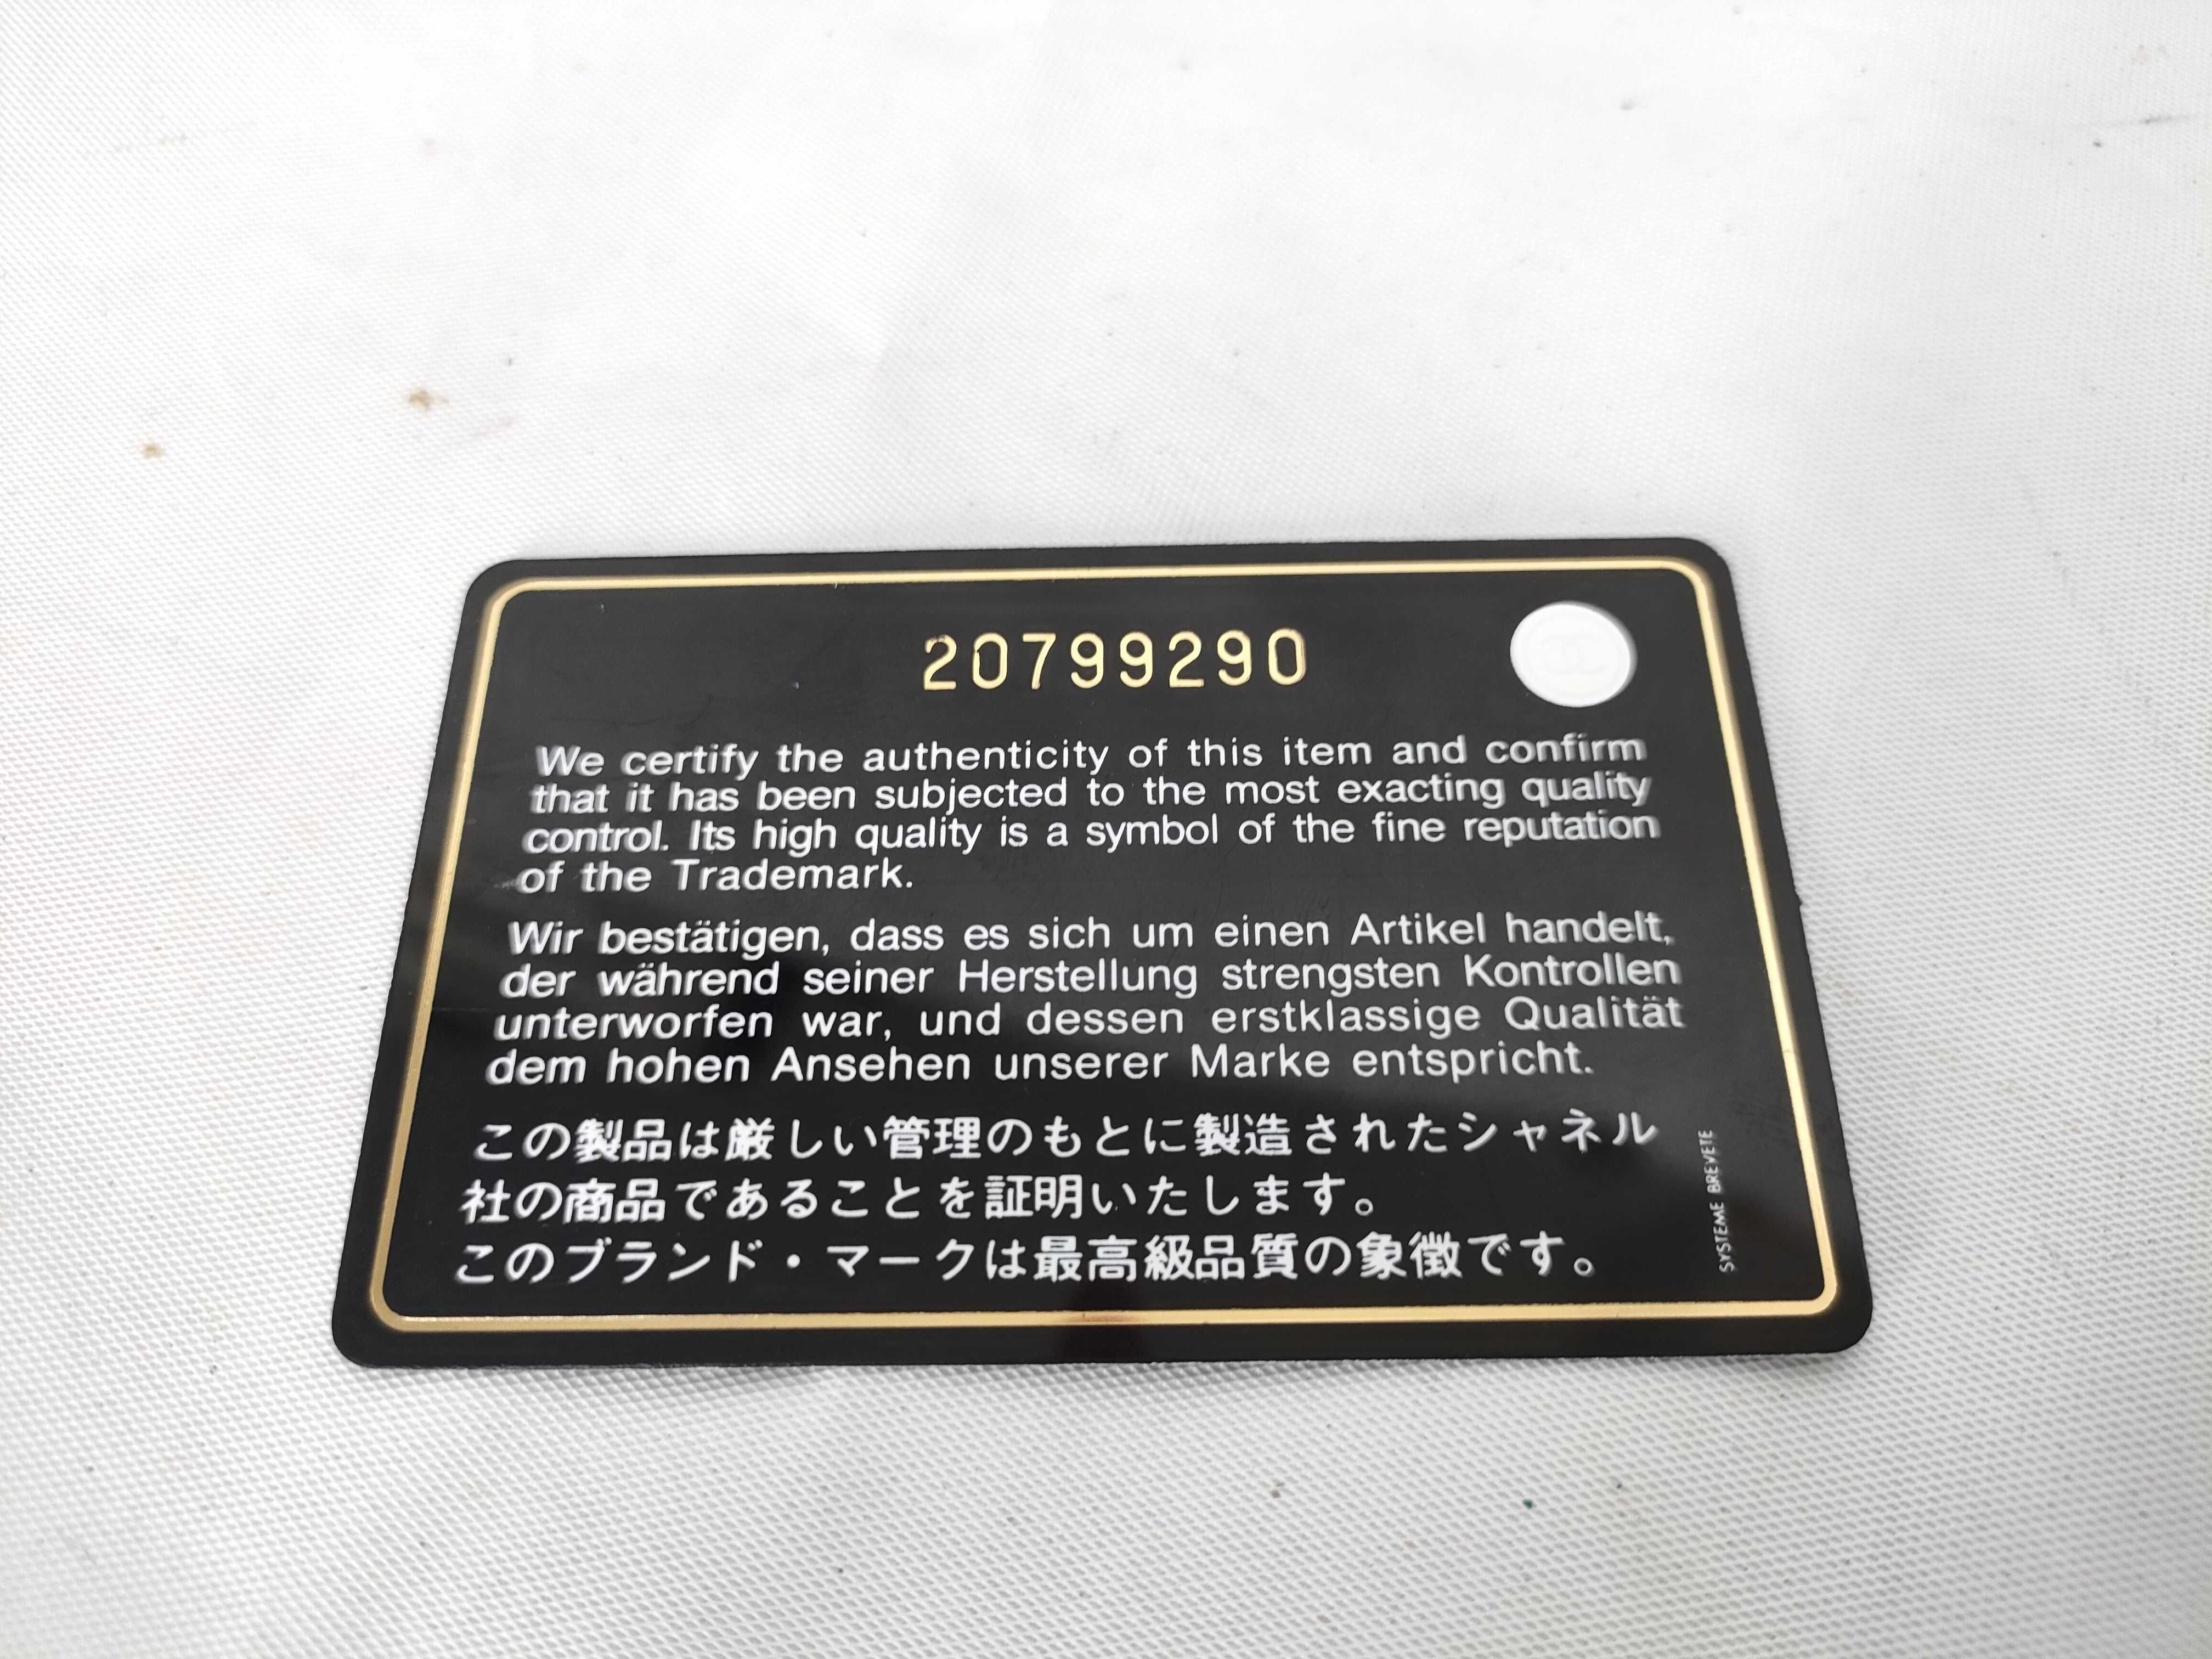 20799290
We certify the authenticity of this item and confirm
that it has been subjected to the most exacting quality
control. Its high quality is a symbol of the fine reputation
of the Trademark.
Wir bestätigen, dass es sich um einen Artikel handelt,
der während seiner Herstellung strengsten Kontrollen
unterworfen war, und dessen erstklassige Qualität
dem hohen Ansehen unserer Marke entspricht.
この製品は厳しい管理のもとに製造されたシャネル
社の商品であることを証明いたします。
このブランド・マークは最高級品質の象徴です。
SYSTEME BREVETE